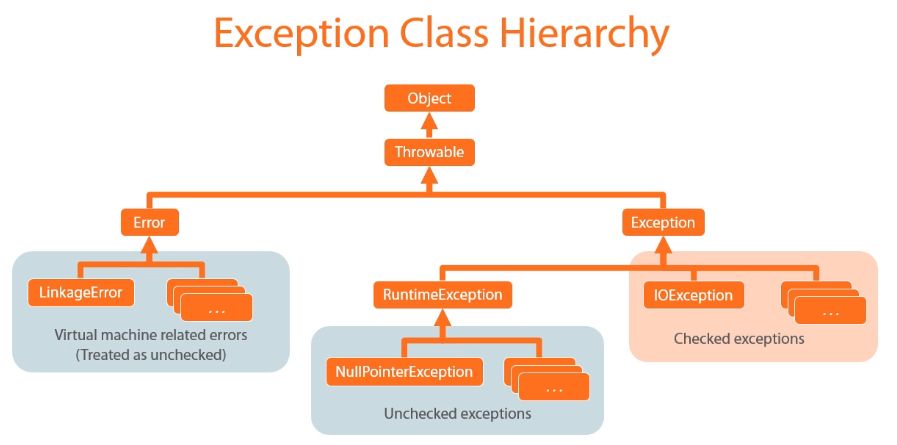 Exception Class Hierarchy
Object
Throwable
Error
Exception
LinkageError
...
RuntimeException
IOException
...
Virtual machine related errors
(Treated as unchecked)
Checked exceptions
NullPointerException
...
Unchecked exceptions